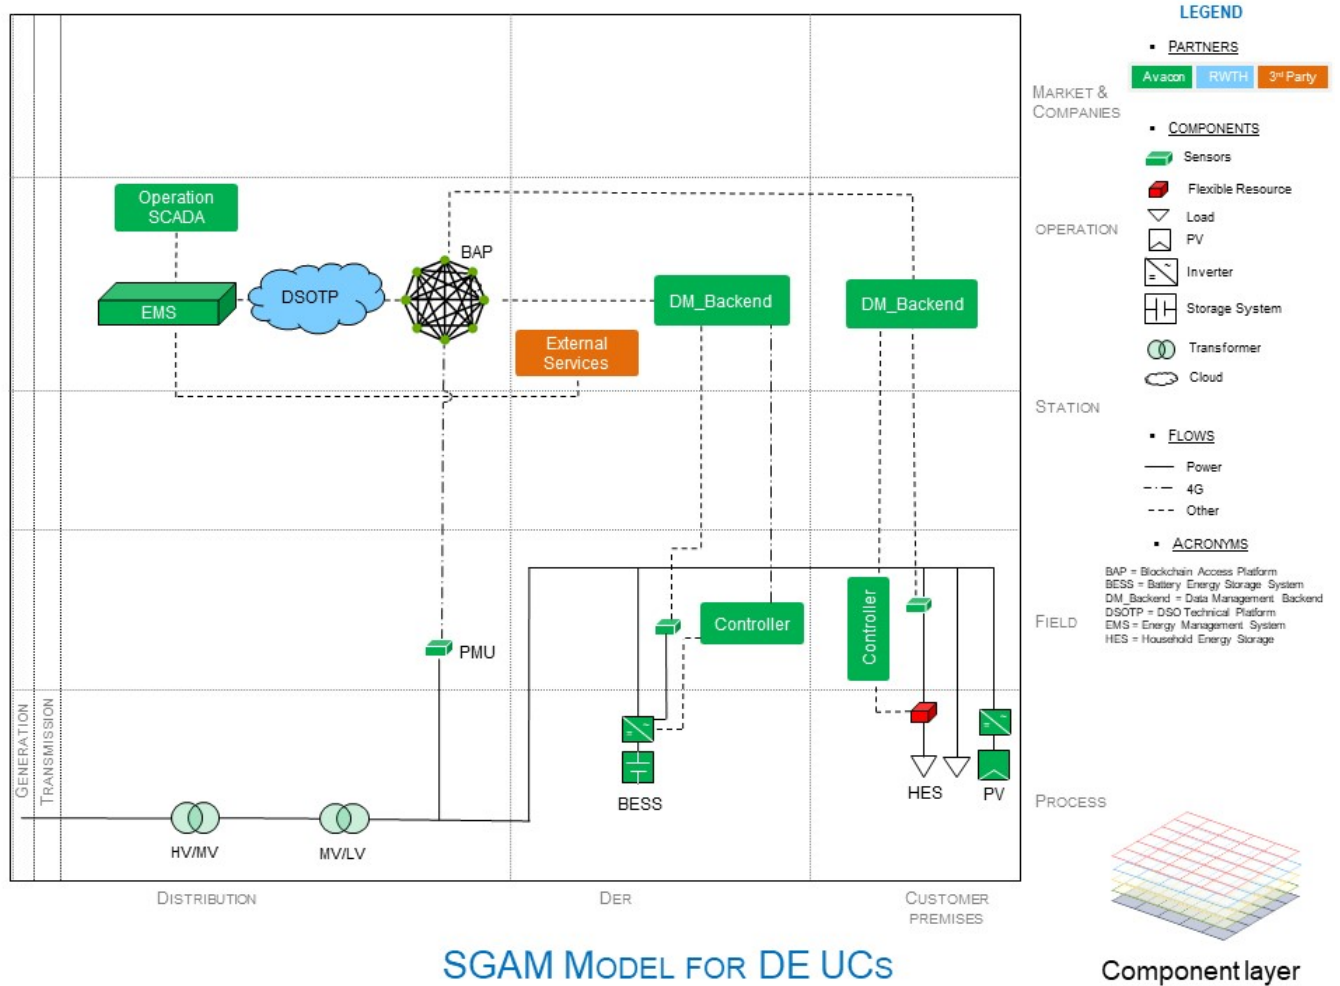 LEGEND
▪ PARTNERS
Avacon RWTH 3rd Party
MARKET &
COMPANIES
▪ COMPONENTS
Sensors
Flexible Resource
Load
PV
Inverter
Storage System
Transformer
Cloud
▪ FLOWS
Power
4G
Other
▪ ACRONYMS
BAP = Blockchain Access Platform
BESS = Battery Energy Storage System
DM_Backend = Data Management Backend
DSOTP = DSO Technical Platform
EMS = Energy Management System
HES = Household Energy Storage
OPERATION
STATION
FIELD
PROCESS
Operation
SCADA
BAP
EMS
DSOTP
DM_Backend
DM_Backend
External
Services
Controller
Controller
PMU
GENERATION
TRANSMISSION
BESS
HES
PV
HV/MV
MV/LV
DISTRIBUTION
DER
CUSTOMER
PREMISES
SGAM MODEL FOR DE UCS
Component layer